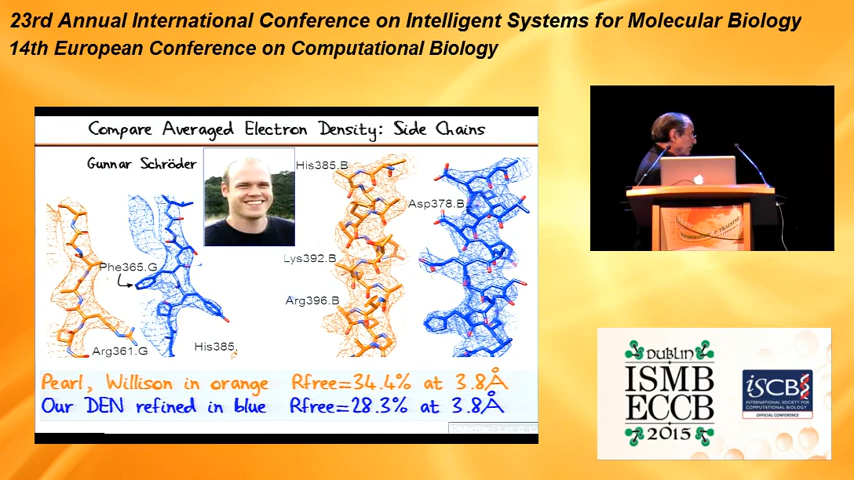 23rd Annual International Conference on Intelligent Systems for Molecular Biology
14th European Conference on Computational Biology
Compare Averaged Electron Density: Side Chains
Gunnar Schröder
His385.B
Asp378.B
Lys392.B
Phe365.G
Arg396.B
Arg361.G
His385.
Pearl, Willison in orange Rfree=34.4% at 3.8Å
Our DEN refined in blue Rfree=28.3% at 3.8Å
DUBLIN
ISMB
ECCB
2015
ISCB
INTERNATIONAL SOCIETY FOR
COMPUTATIONAL BIOLOGY
OFFICIAL CONFERENCE